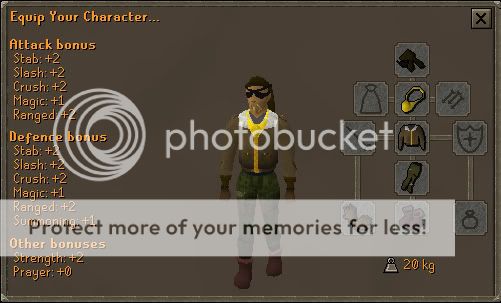 Equip Your Character...
Attack bonus
Stab: +2
Slash: +2
Crush: +2
Magic: +1
Ranged: +2
Defence bonus
Stab: +2
Slash: +2
Crush: +2
Magic: +1
Ranged: +2
Summoning: +1
Other bonuses
Strength: +2
Prayer: +0
20 kg
photobucket
Protect more of your memories for less!